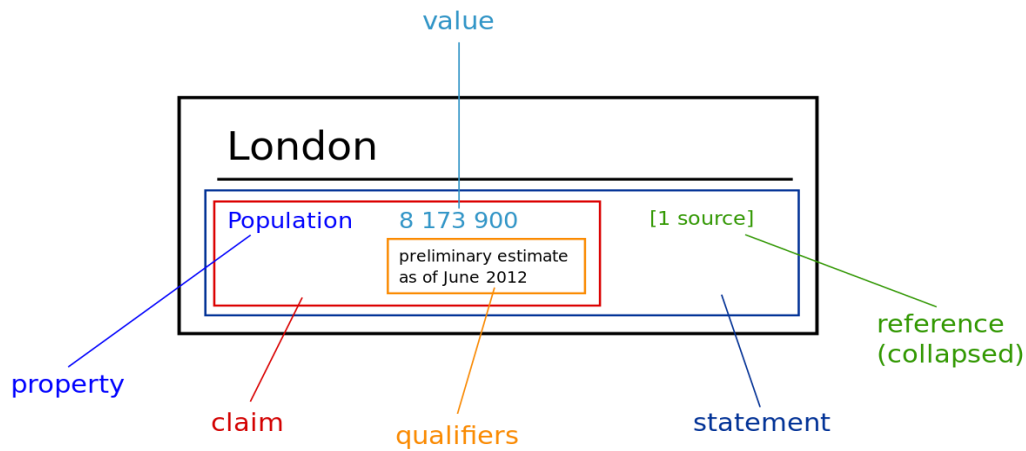 value
London
Population 8 173 900 [1 source]
preliminary estimate
as of June 2012
reference
(collapsed)
property
claim
qualifiers
statement